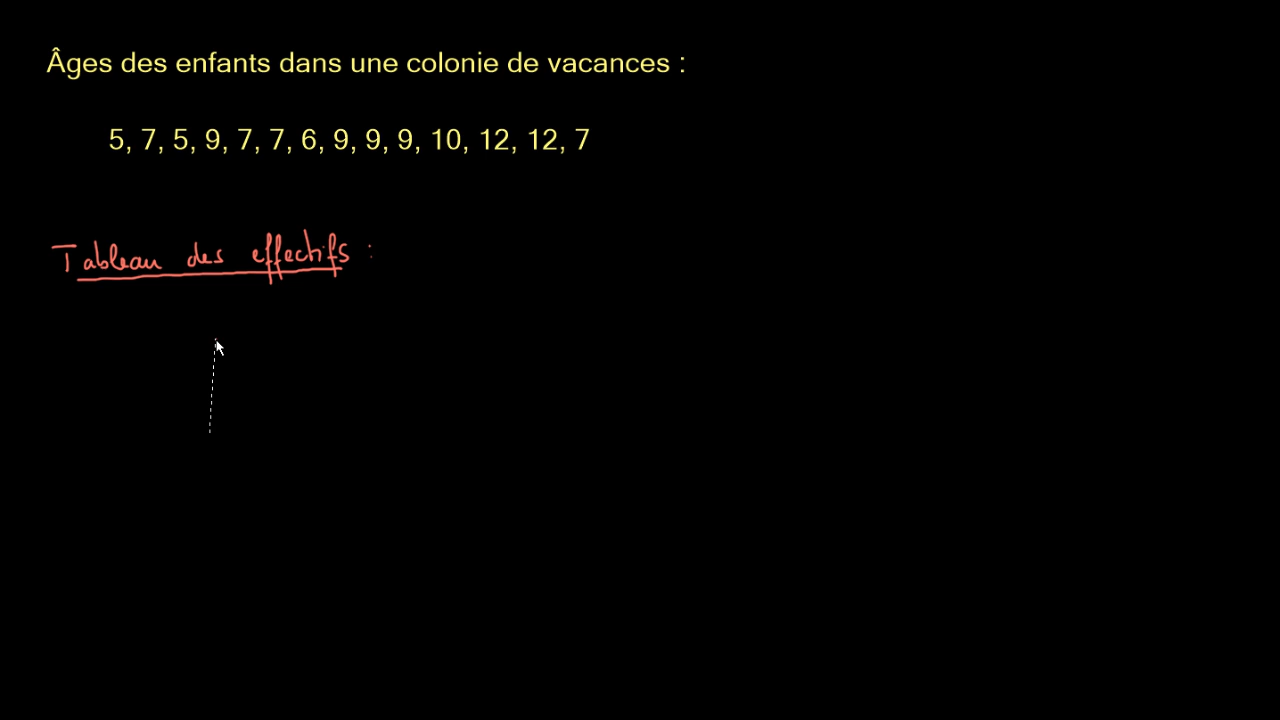 Âges des enfants dans une colonie de vacances :
5, 7, 5, 9, 7, 7, 6, 9, 9, 9, 10, 12, 12, 7
Tableau des effectifs :